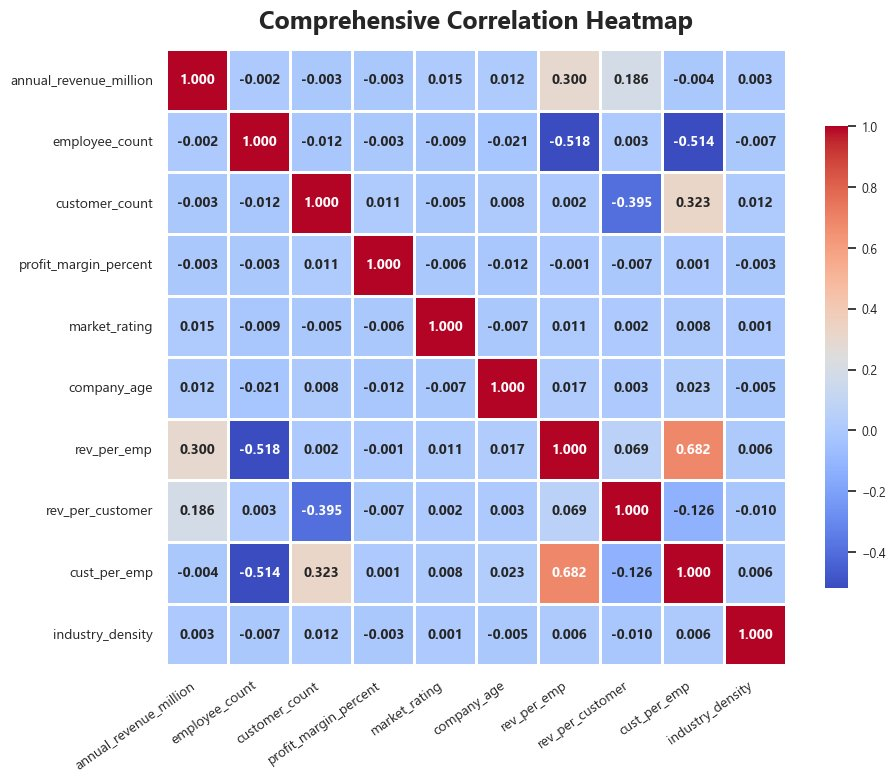 Comprehensive Correlation Heatmap
annual_revenue_million 1.000 -0.002 -0.003 -0.003 0.015 0.012 0.300 0.186 -0.004 0.003
employee_count -0.002 1.000 -0.012 -0.003 -0.009 -0.021 -0.518 0.003 -0.514 -0.007
customer_count -0.003 -0.012 1.000 0.011 -0.005 0.008 0.002 -0.395 0.323 0.012
profit_margin_percent -0.003 -0.003 0.011 1.000 -0.006 -0.012 -0.001 -0.007 0.001 -0.003
market_rating 0.015 -0.009 -0.005 -0.006 1.000 -0.007 0.011 0.002 0.008 0.001
company_age 0.012 -0.021 0.008 -0.012 -0.007 1.000 0.017 0.003 0.023 -0.005
rev_per_emp 0.300 -0.518 0.002 -0.001 0.011 0.017 1.000 0.069 0.682 0.006
rev_per_customer 0.186 0.003 -0.395 -0.007 0.002 0.003 0.069 1.000 -0.126 -0.010
cust_per_emp -0.004 -0.514 0.323 0.001 0.008 0.023 0.682 -0.126 1.000 0.006
industry_density 0.003 -0.007 0.012 -0.003 0.001 -0.005 0.006 -0.010 0.006 1.000
annual_revenue_million
employee_count
customer_count
profit_margin_percent
market_rating
company_age
rev_per_emp
rev_per_customer
cust_per_emp
industry_density
1.0
0.8
0.6
0.4
0.2
0.0
−0.2
−0.4